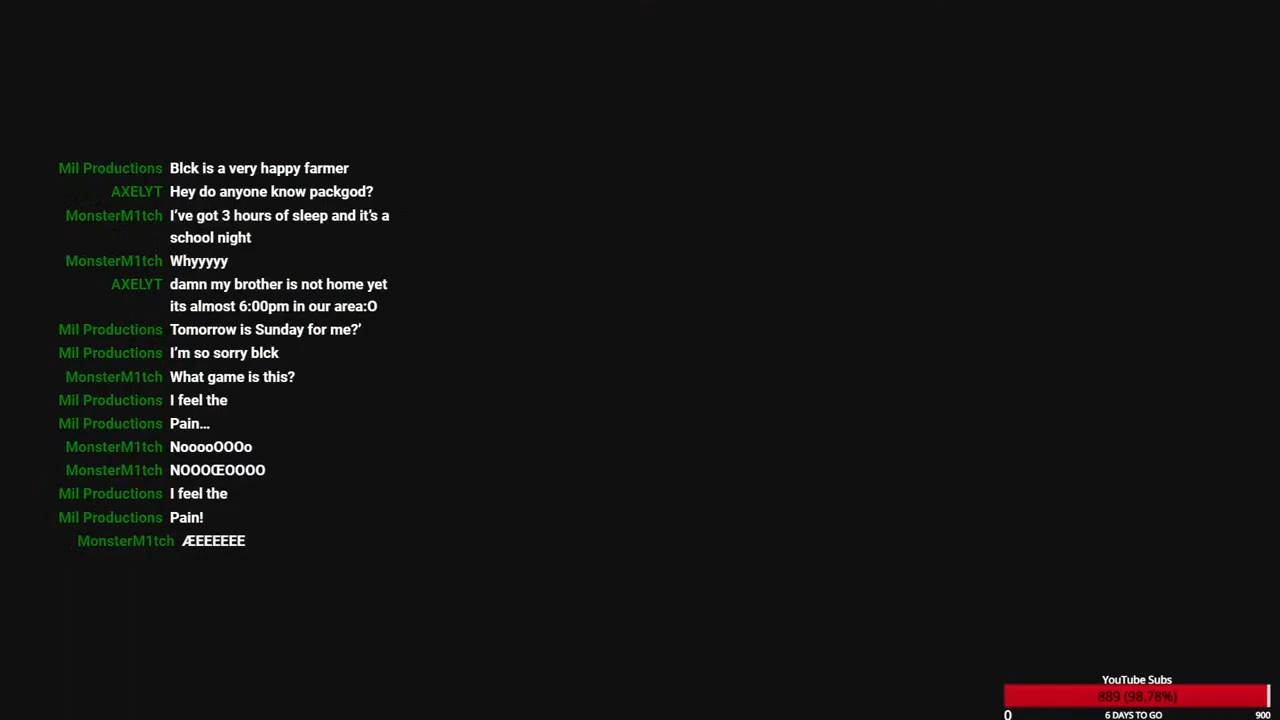 Mil Productions Blck is a very happy farmer
AXELYT Hey do anyone know packgod?
MonsterM1tch I’ve got 3 hours of sleep and it’s a
school night
MonsterM1tch Whyyyyy
AXELYT damn my brother is not home yet
its almost 6:00pm in our area:O
Mil Productions Tomorrow is Sunday for me?’
Mil Productions I’m so sorry blck
MonsterM1tch What game is this?
Mil Productions I feel the
Mil Productions Pain…
MonsterM1tch NooooOOOo
MonsterM1tch NOOOŒOOOO
Mil Productions I feel the
Mil Productions Pain!
MonsterM1tch ÆEEEEEE
YouTube Subs
889 (98.78%)
0 6 DAYS TO GO 900